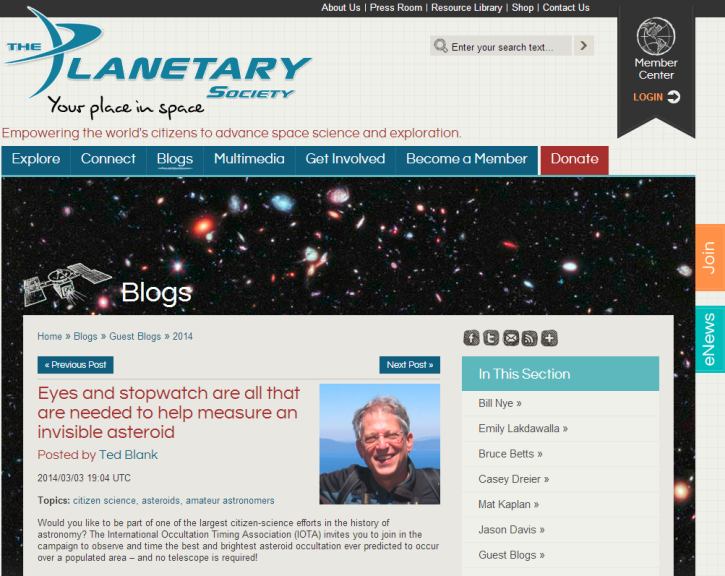 About Us | Press Room | Resource Library | Shop | Contact Us
THE PLANETARY
SOCIETY
Your place in space
Enter your search text...
Member
Center
LOGIN
Empowering the world's citizens to advance space science and exploration.
Explore Connect Blogs Multimedia Get Involved Become a Member Donate
Join
eNews
Blogs
Home » Blogs » Guest Blogs » 2014
« Previous Post Next Post »
Eyes and stopwatch are all that
are needed to help measure an
invisible asteroid
Posted by Ted Blank
2014/03/03 19:04 UTC
Topics: citizen science, asteroids, amateur astronomers
Would you like to be part of one of the largest citizen-science efforts in the history of
astronomy? The International Occultation Timing Association (IOTA) invites you to join in the
campaign to observe and time the best and brightest asteroid occultation ever predicted to occur
over a populated area – and no telescope is required!
In This Section
Bill Nye »
Emily Lakdawalla »
Bruce Betts »
Casey Dreier »
Mat Kaplan »
Jason Davis »
Guest Blogs »